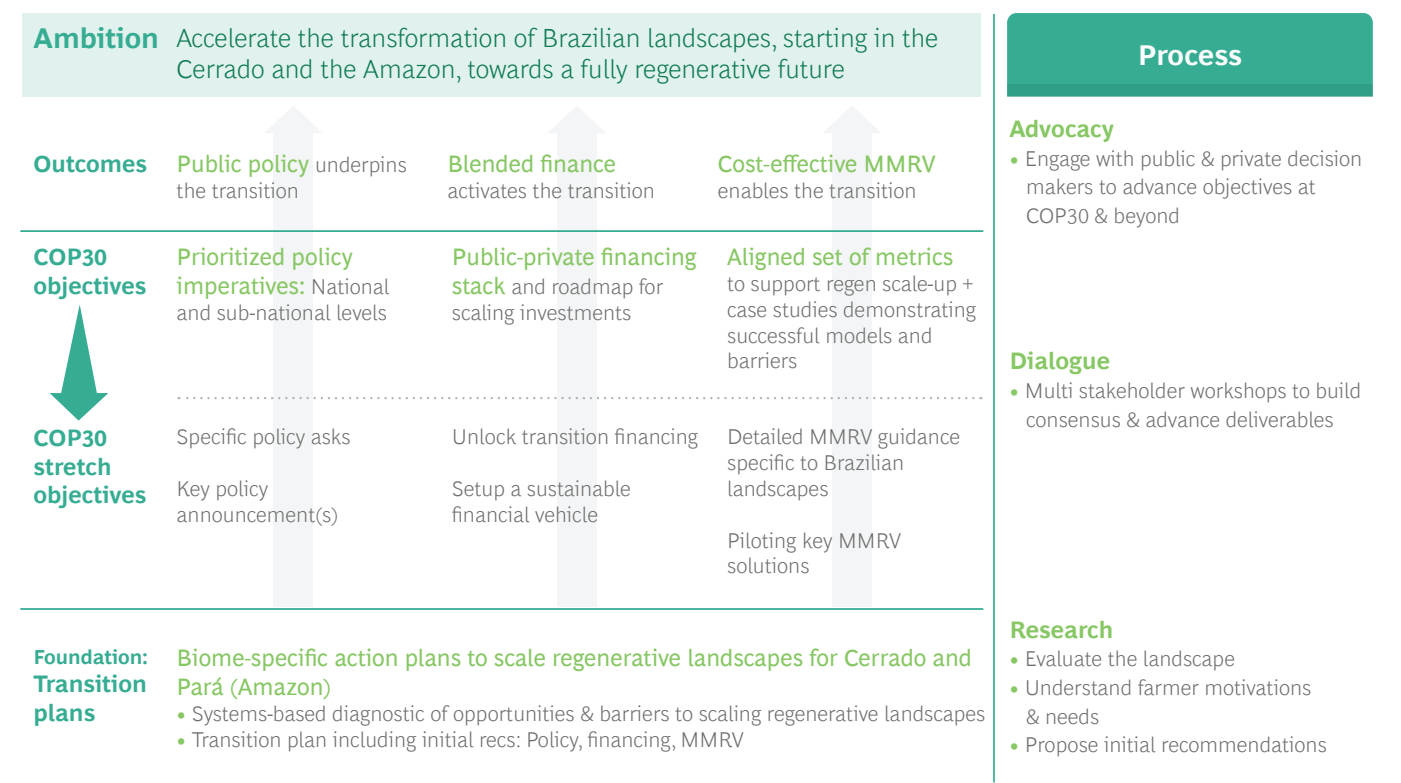 Ambition
Accelerate the transformation of Brazilian landscapes, starting in the
Cerrado and the Amazon, towards a fully regenerative future
Outcomes
Public policy underpins
the transition
Blended finance
activates the transition
Cost-effective MMRV
enables the transition
COP30
objectives
Prioritized policy
imperatives: National
and sub-national levels
Public-private financing
stack and roadmap for
scaling investments
Aligned set of metrics
to support regen scale-up +
case studies demonstrating
successful models and
barriers
COP30
stretch
objectives
Specific policy asks
Key policy
announcement(s)
Unlock transition financing
Setup a sustainable
financial vehicle
Detailed MMRV guidance
specific to Brazilian
landscapes
Piloting key MMRV
solutions
Foundation:
Transition
plans
Biome-specific action plans to scale regenerative landscapes for Cerrado and
Pará (Amazon)
• Systems-based diagnostic of opportunities & barriers to scaling regenerative landscapes
• Transition plan including initial recs: Policy, financing, MMRV
Process
Advocacy
• Engage with public & private decision
makers to advance objectives at
COP30 & beyond
Dialogue
• Multi stakeholder workshops to build
consensus & advance deliverables
Research
• Evaluate the landscape
• Understand farmer motivations
& needs
• Propose initial recommendations